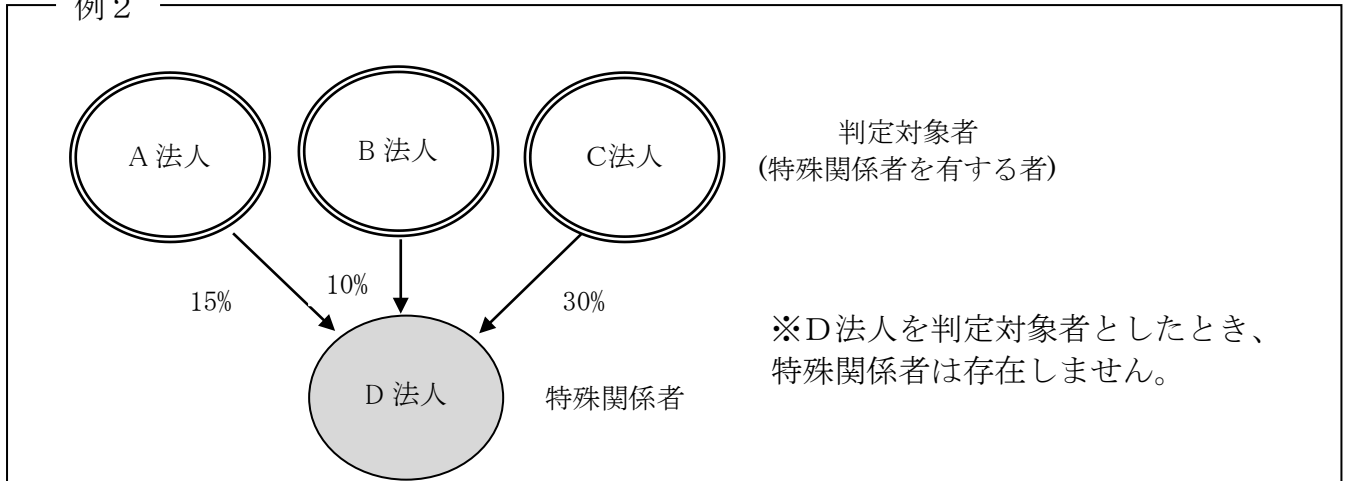 例２
Ａ法人
Ｂ法人
Ｃ法人
判定対象者
(特殊関係者を有する者)
15%
10%
30%
※Ｄ法人を判定対象者としたとき、
特殊関係者は存在しません。
Ｄ法人
特殊関係者